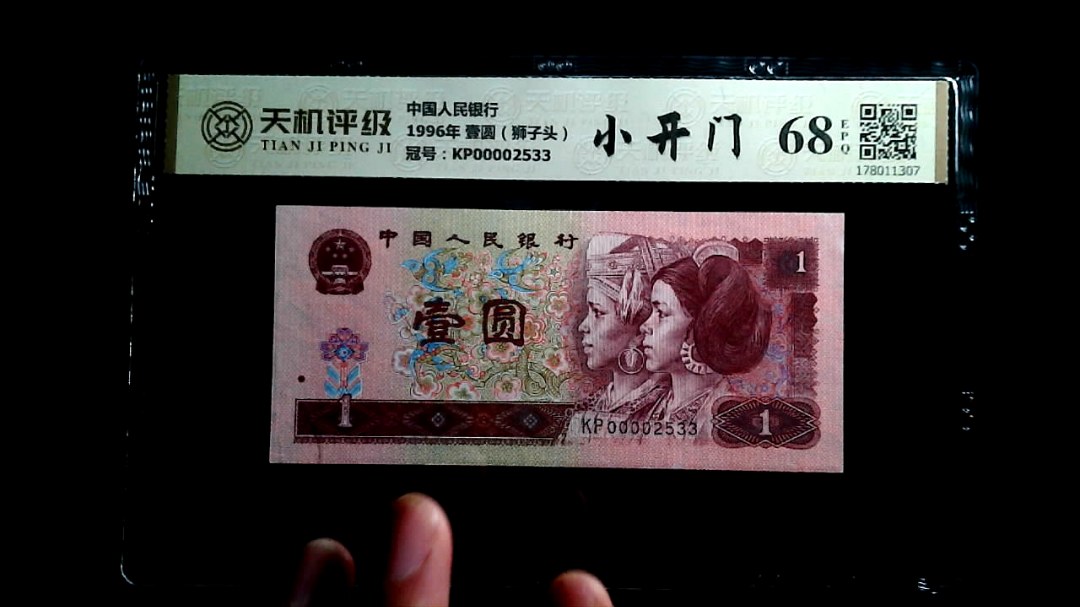 天机评级
TIAN JI PING JI
中国人民银行
1996年 壹圆（狮子头）
冠号：KP00002533
小开门
68
EPQ
178011307
中国人民银行
1
壹圆
1
KP00002533
1